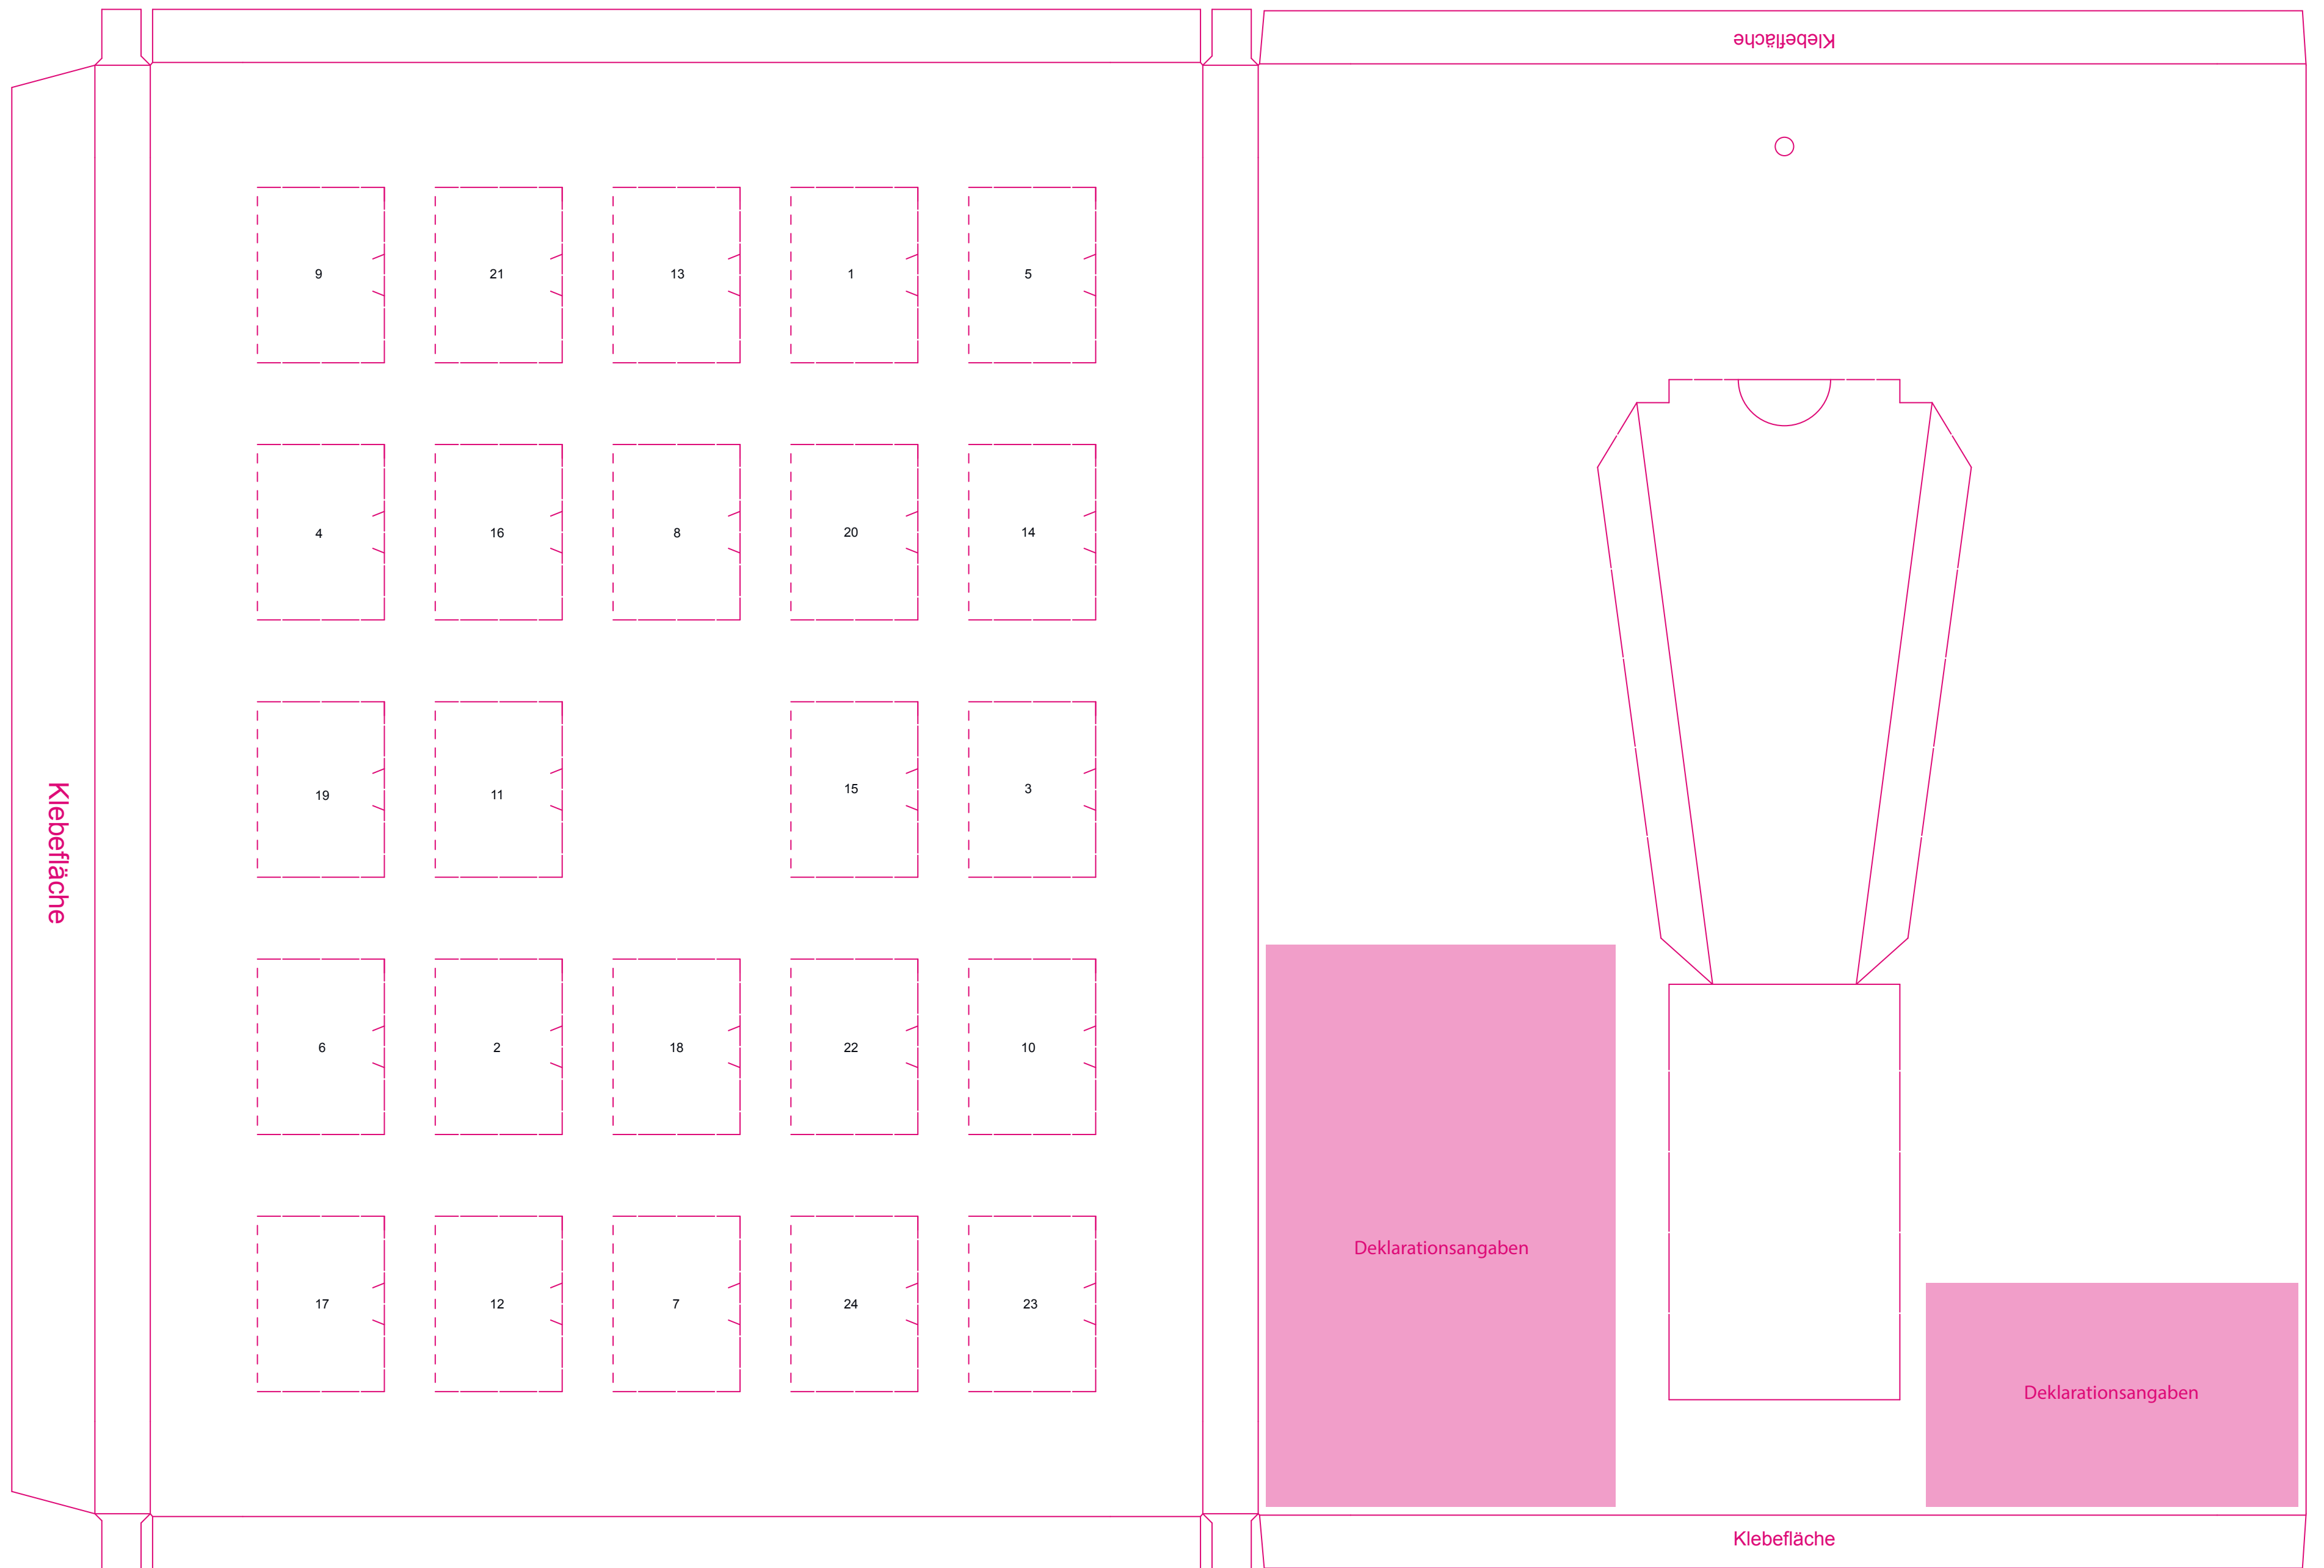 Klebefläche
9 21 13 1 5
4 16 8 20 14
19 11 15 3
6 2 18 22 10
17 12 7 24 23
Klebefläche
Deklarationsangaben
Deklarationsangaben
Klebefläche